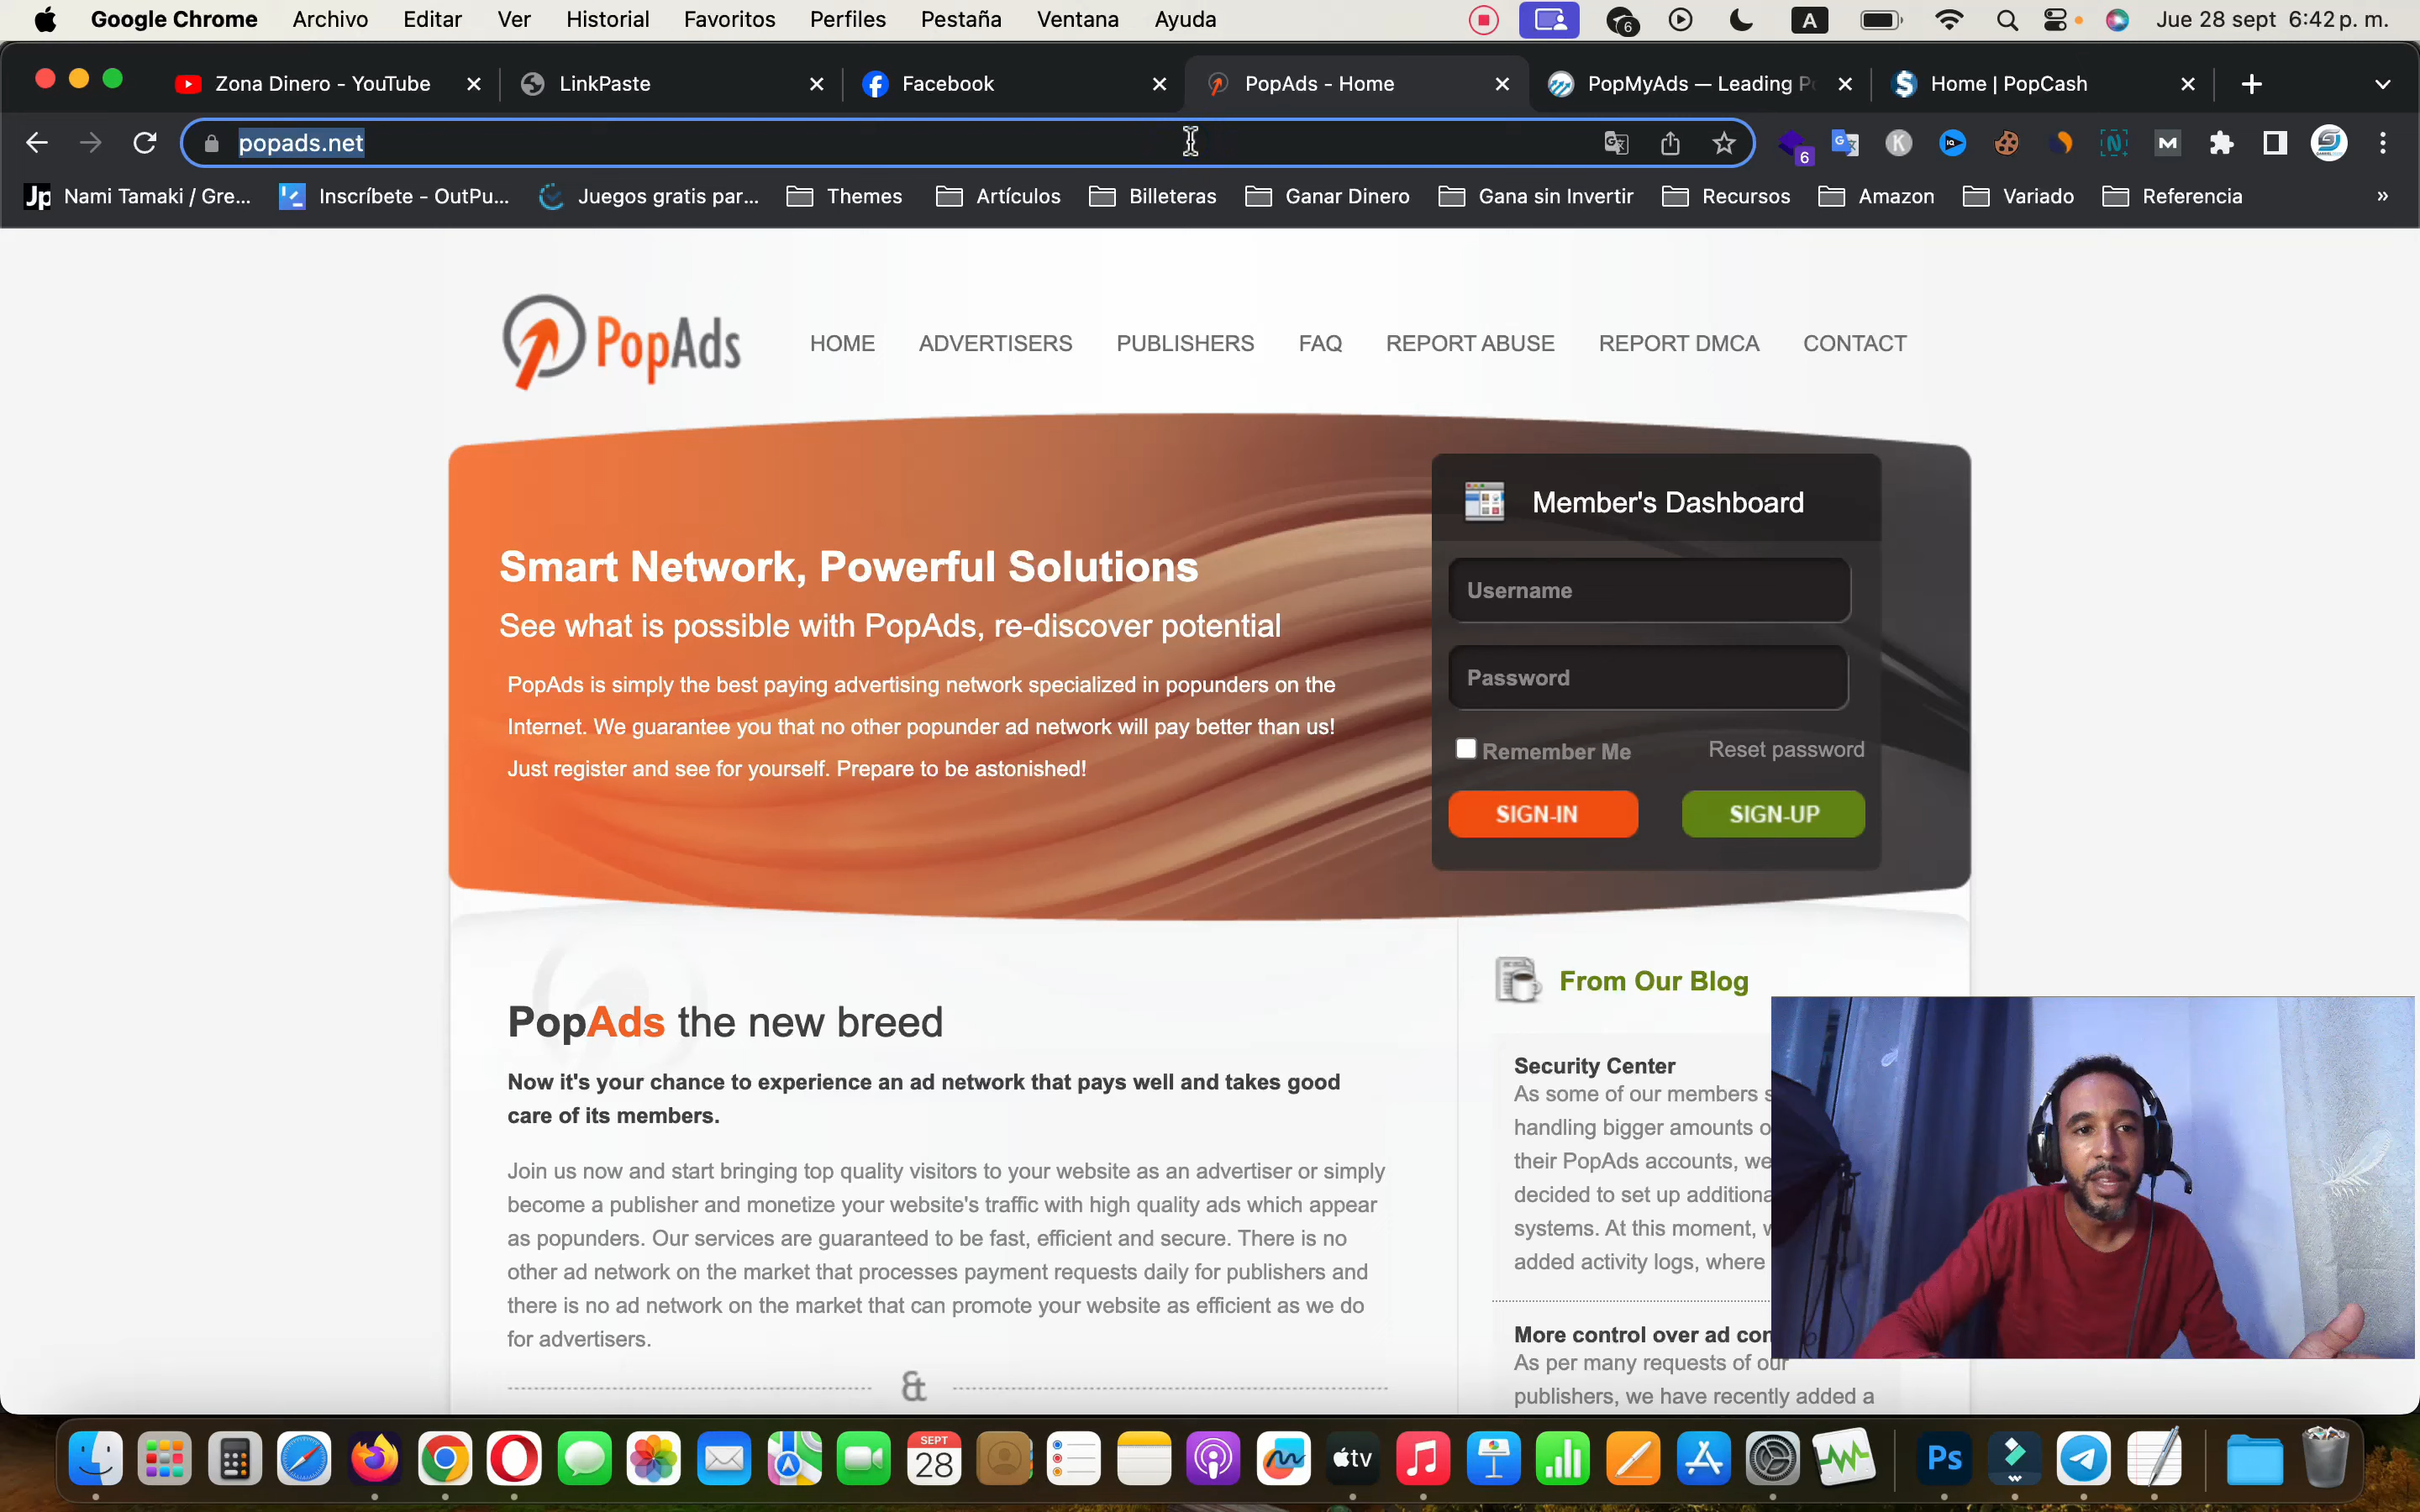 Google Chrome Archivo Editar Ver Historial Favoritos Perfiles Pestaña Ventana Ayuda 6 A Jue 28 sept 6:42 p. m.
Zona Dinero - YouTube LinkPaste Facebook PopAds - Home PopMyAds — Leading Home | PopCash
popads.net
6
Jp Nami Tamaki / Gre... Inscríbete - OutPu... Juegos gratis par... Themes Artículos Billeteras Ganar Dinero Gana sin Invertir Recursos Amazon Variado Referencia »
PopAds HOME ADVERTISERS PUBLISHERS FAQ REPORT ABUSE REPORT DMCA CONTACT
Member's Dashboard
Username
Password
Remember Me Reset password
SIGN-IN SIGN-UP
Smart Network, Powerful Solutions
See what is possible with PopAds, re-discover potential
PopAds is simply the best paying advertising network specialized in popunders on the
Internet. We guarantee you that no other popunder ad network will pay better than us!
Just register and see for yourself. Prepare to be astonished!
PopAds the new breed
Now it's your chance to experience an ad network that pays well and takes good
care of its members.
Join us now and start bringing top quality visitors to your website as an advertiser or simply
become a publisher and monetize your website's traffic with high quality ads which appear
as popunders. Our services are guaranteed to be fast, efficient and secure. There is no
other ad network on the market that processes payment requests daily for publishers and
there is no ad network on the market that can promote your website as efficient as we do
for advertisers.
&
From Our Blog
Security Center
As some of our members
handling bigger amounts
their PopAds accounts, we
decided to set up
systems. At this moment,
added activity logs, where
More control over ad
As per many requests of our
publishers, we have recently added a
SEPT
28
tv
Ps